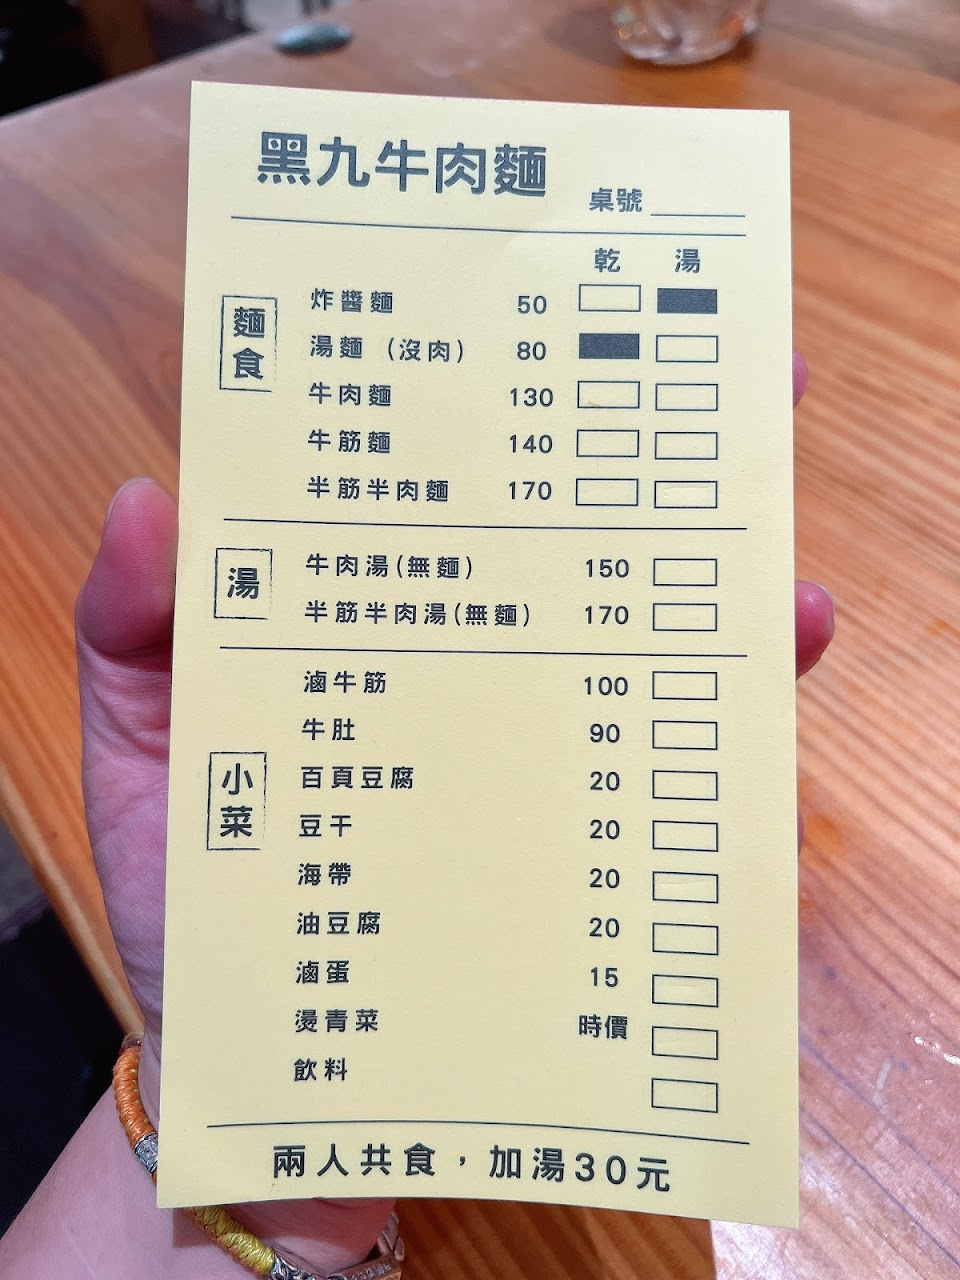 黑九牛肉麵
桌號
乾 湯
麵食
炸醬麵 50
湯麵 (沒肉) 80
牛肉麵 130
牛筋麵 140
半筋半肉麵 170
湯
牛肉湯(無麵) 150
半筋半肉湯(無麵) 170
小菜
滷牛筋 100
牛肚 90
百頁豆腐 20
豆干 20
海帶 20
油豆腐 20
滷蛋 15
燙青菜 時價
飲料
兩人共食，加湯30元